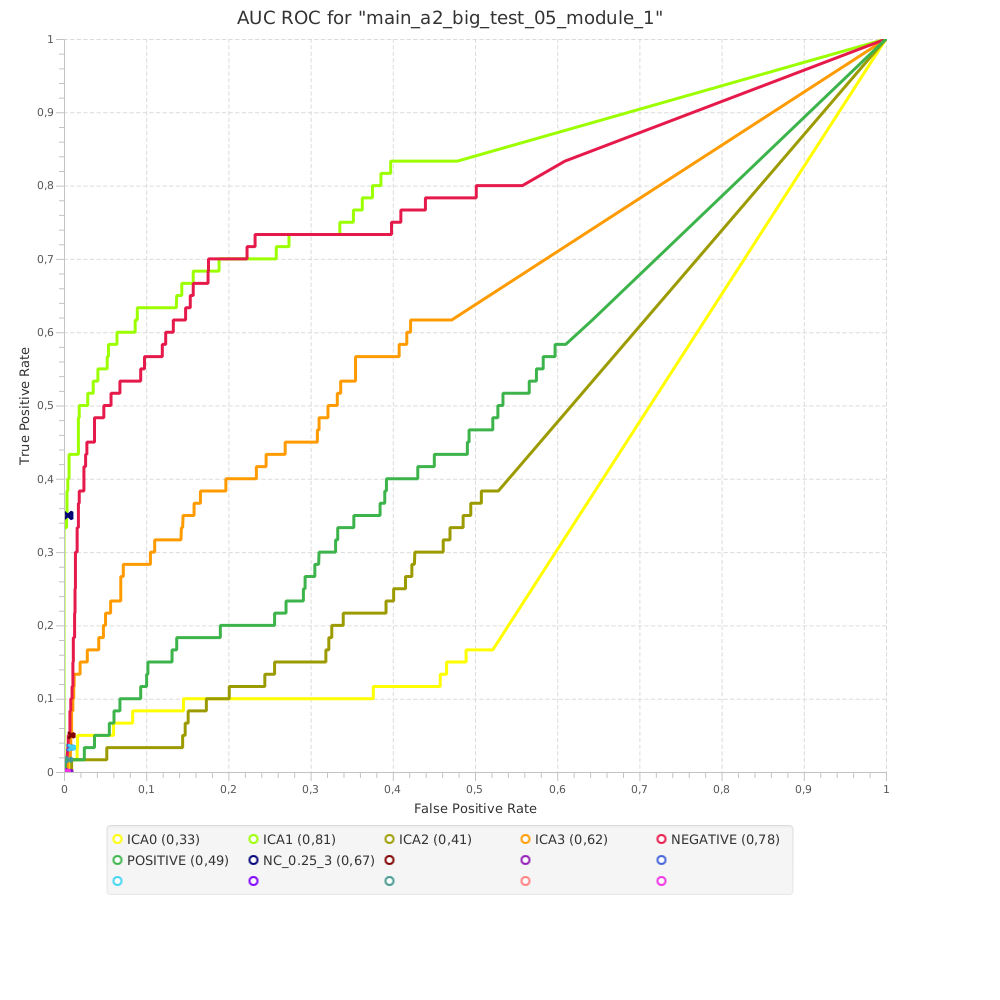 AUC ROC for "main_a2_big_test_05_module_1"
1
0,9
0,8
0,7
0,6
0,5
0,4
0,3
0,2
0,1
0
True Positive Rate
0 0,1 0,2 0,3 0,4 0,5 0,6 0,7 0,8 0,9 1
False Positive Rate
ICA0 (0,33) ICA1 (0,81) ICA2 (0,41) ICA3 (0,62) NEGATIVE (0,78)
POSITIVE (0,49) NC_0.25_3 (0,67)